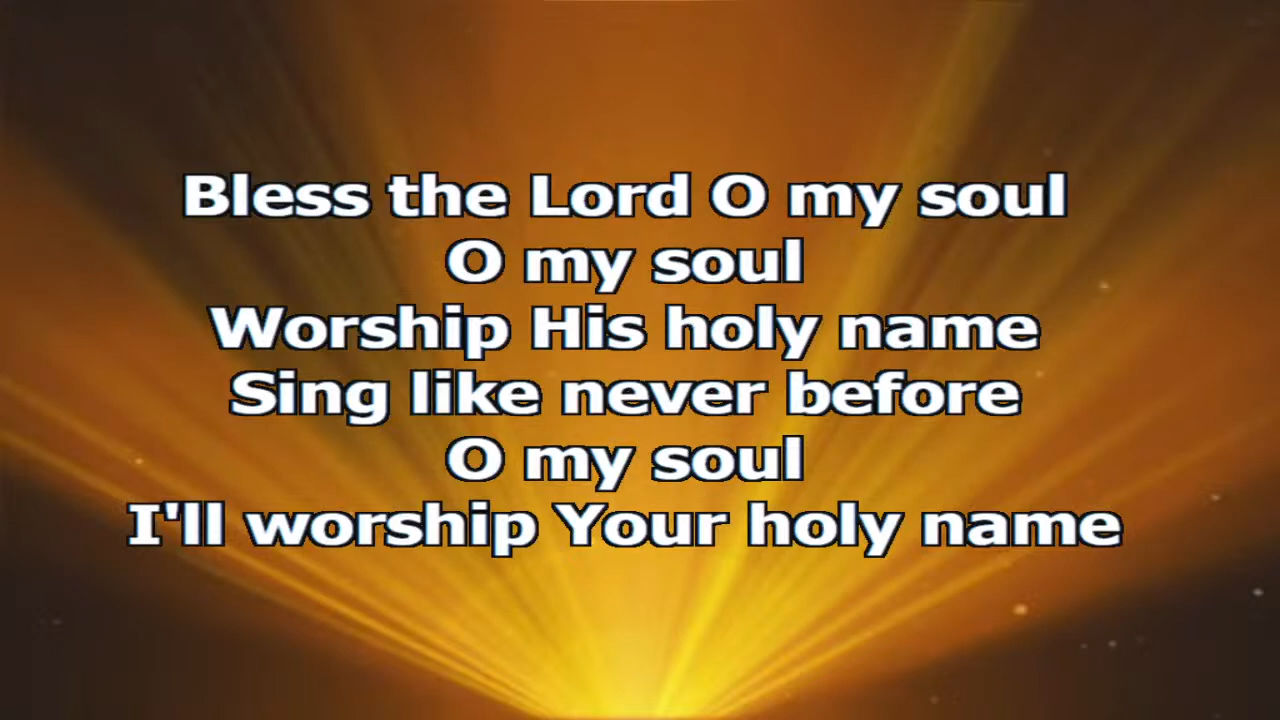 Bless the Lord O my soul
O my soul
Worship His holy name
Sing like never before
O my soul
I'll worship Your holy name